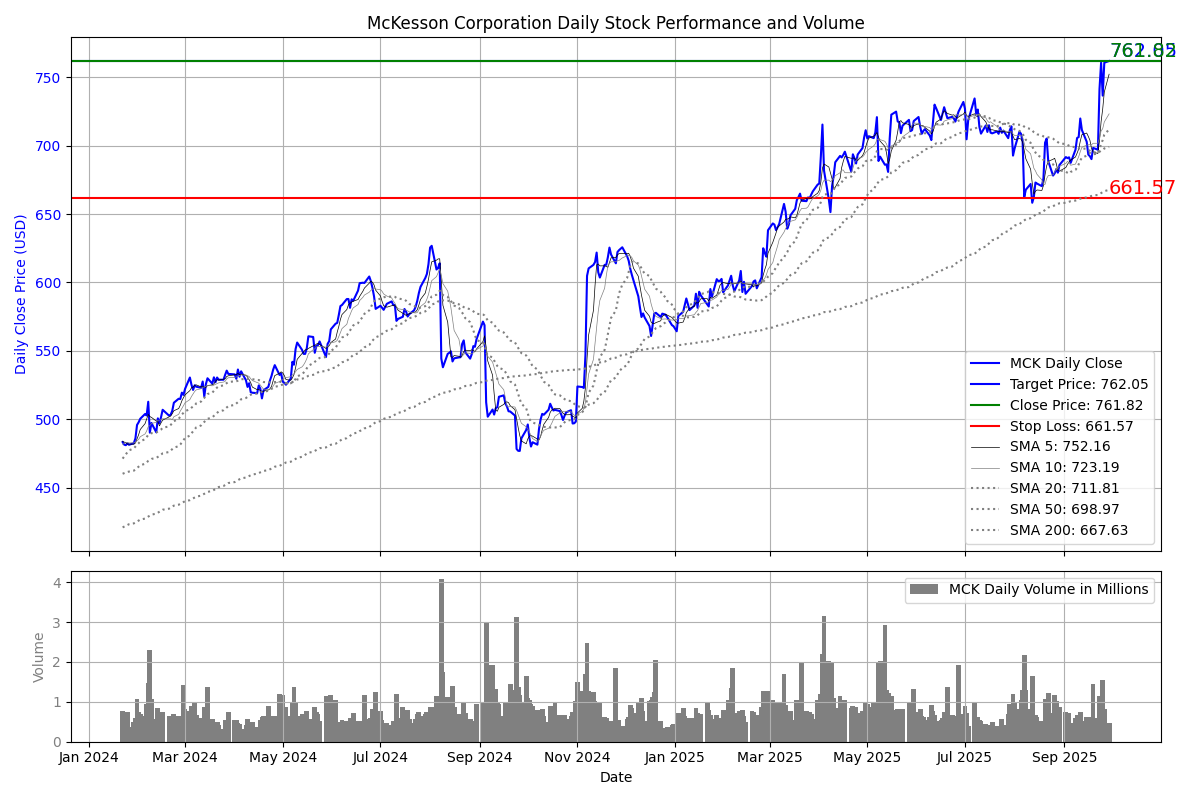 McKesson Corporation Daily Stock Performance and Volume
762.05
761.82
750
700
661.57
650
600
550
500
450
Daily Close Price (USD)
MCK Daily Close
Target Price: 762.05
Close Price: 761.82
Stop Loss: 661.57
SMA 5: 752.16
SMA 10: 723.19
SMA 20: 711.81
SMA 50: 698.97
SMA 200: 667.63
MCK Daily Volume in Millions
4
3
2
1
0
Volume
Jan 2024 Mar 2024 May 2024 Jul 2024 Sep 2024 Nov 2024 Jan 2025 Mar 2025 May 2025 Jul 2025 Sep 2025
Date